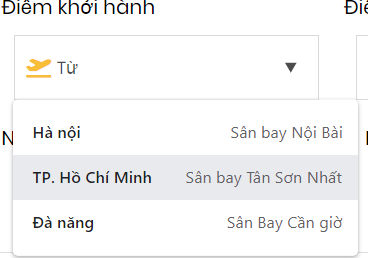 Điểm khởi hành
Điể
Từ
N
N
Hà nội Sân bay Nội Bài
TP. Hồ Chí Minh Sân bay Tân Sơn Nhất
Đà năng Sân Bay Cần giờ